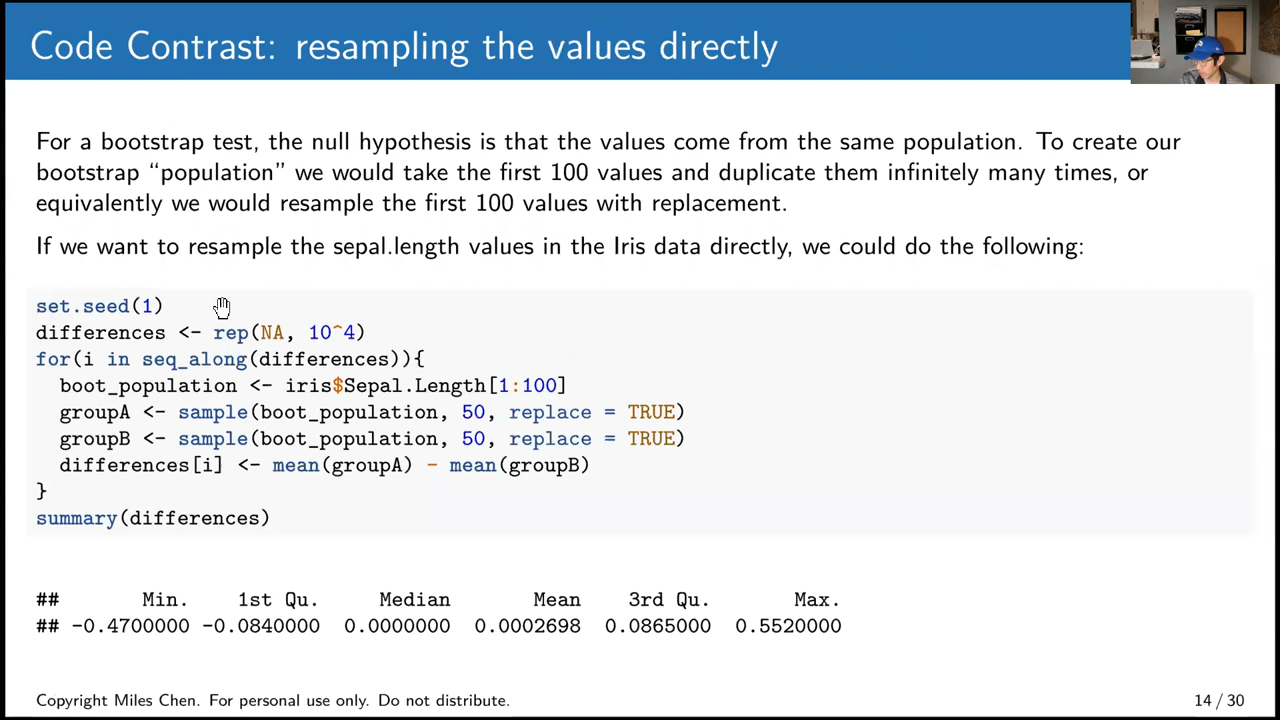 Code Contrast: resampling the values directly
For a bootstrap test, the null hypothesis is that the values come from the same population. To create our
bootstrap “population” we would take the first 100 values and duplicate them infinitely many times, or
equivalently we would resample the first 100 values with replacement.
If we want to resample the sepal.length values in the Iris data directly, we could do the following:
set.seed(1)
differences <- rep(NA, 10^4)
for(i in seq_along(differences)){
  boot_population <- iris$Sepal.Length[1:100]
  groupA <- sample(boot_population, 50, replace = TRUE)
  groupB <- sample(boot_population, 50, replace = TRUE)
  differences[i] <- mean(groupA) - mean(groupB)
}
summary(differences)
##       Min.    1st Qu.     Median       Mean    3rd Qu.       Max.
## -0.4700000 -0.0840000  0.0000000  0.0002698  0.0865000  0.5520000
Copyright Miles Chen. For personal use only. Do not distribute.
14 / 30